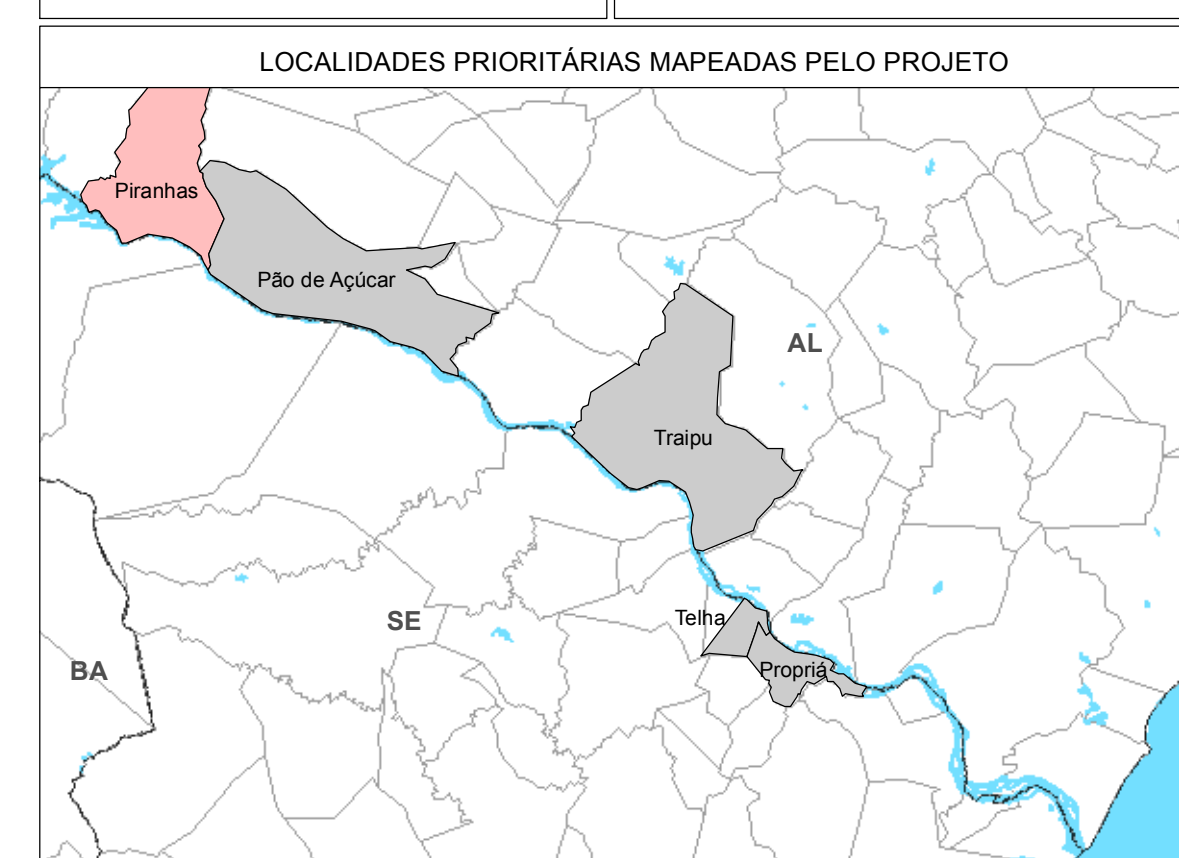 LOCALIDADES PRIORITÁRIAS MAPEADAS PELO PROJETO
Piranhas
Pão de Açúcar
AL
Traipu
Telha
SE
Propriá
BA